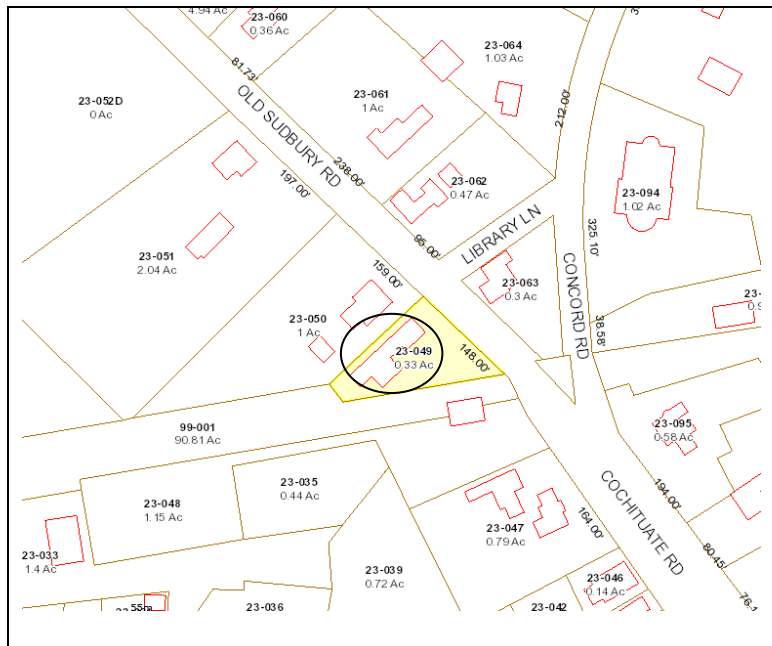 4.94 Ac
23-060
0.36 Ac
81.73'
23-064
1.03 Ac
23-061
1 Ac
23-052D
0 Ac
OLD SUDBURY RD
212.00'
238.00'
197.00'
23-062
0.47 Ac
23-094
1.02 Ac
LIBRARY LN
325.10'
95.00'
23-051
2.04 Ac
159.00'
23-063
0.3 Ac
CONCORD RD
38.58'
23-050
1 Ac
23-049
0.33 Ac
148.00'
99-001
90.81 Ac
23-095
0.58 Ac
23-035
0.44 Ac
23-048
1.15 Ac
194.00'
COCHITUATE RD
23-047
0.79 Ac
164.00'
23-033
1.4 Ac
80.45'
23-039
0.72 Ac
23-046
0.14 Ac
55m
23-036
23-042